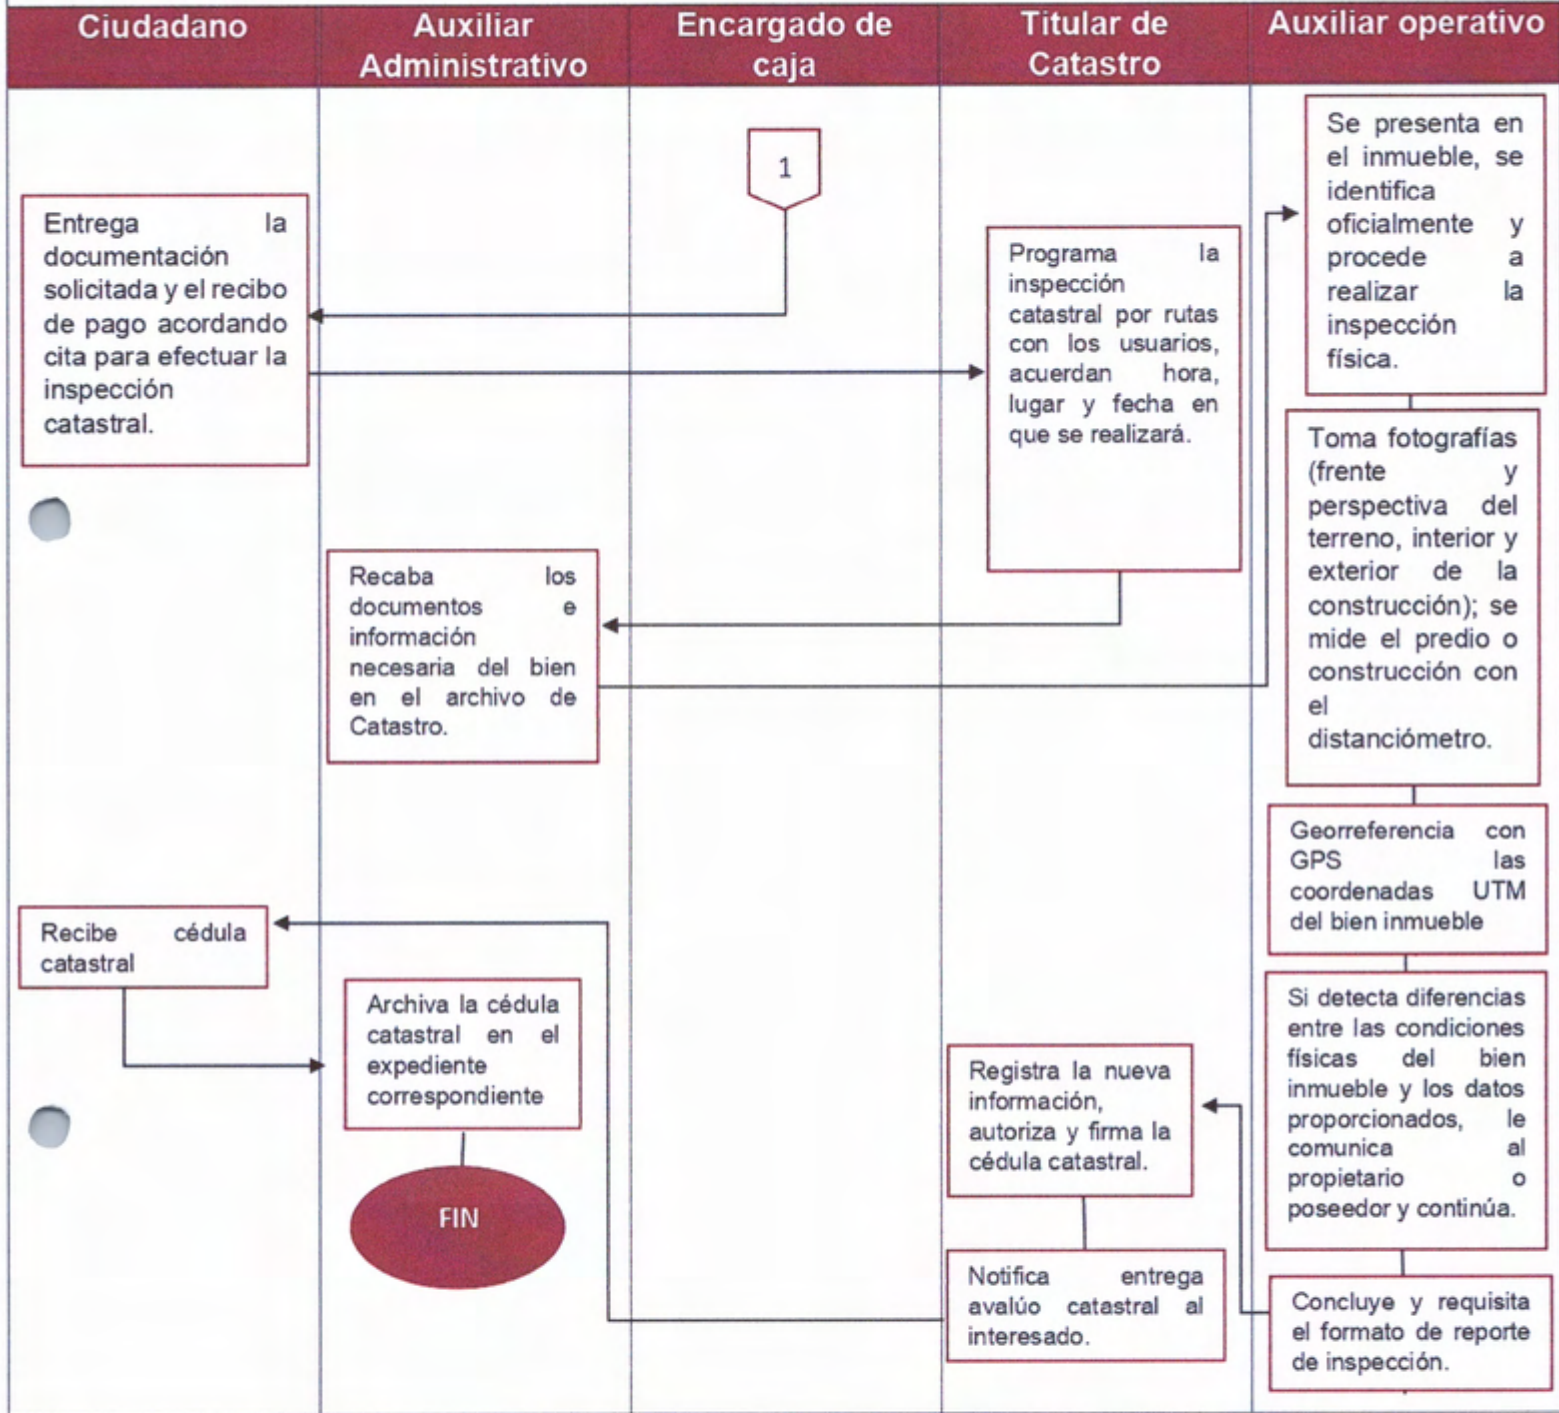 Ciudadano
Auxiliar
Administrativo
Encargado de
caja
Titular de
Catastro
Auxiliar operativo
1
Entrega la
documentación
solicitada y el recibo
de pago acordando
cita para efectuar la
inspección
catastral.
Programa la
inspección
catastral por rutas
con los usuarios,
acuerdan hora,
lugar y fecha en
que se realizará.
Recaba los
documentos e
información
necesaria del bien
en el archivo de
Catastro.
Se presenta en
el inmueble, se
identifica
oficialmente y
procede a
realizar la
inspección
física.
Toma fotografías
(frente y
perspectiva del
terreno, interior y
exterior de la
construcción); se
mide el predio o
construcción con
el
distanciómetro.
Georreferencia con
GPS las
coordenadas UTM
del bien inmueble
Si detecta diferencias
entre las condiciones
físicas del bien
inmueble y los datos
proporcionados, le
comunica al
propietario o
poseedor y continúa.
Concluye y requisita
el formato de reporte
de inspección.
Registra la nueva
información,
autoriza y firma la
cédula catastral.
Notifica entrega
avalúo catastral al
interesado.
Recibe cédula
catastral
Archiva la cédula
catastral en el
expediente
correspondiente
FIN